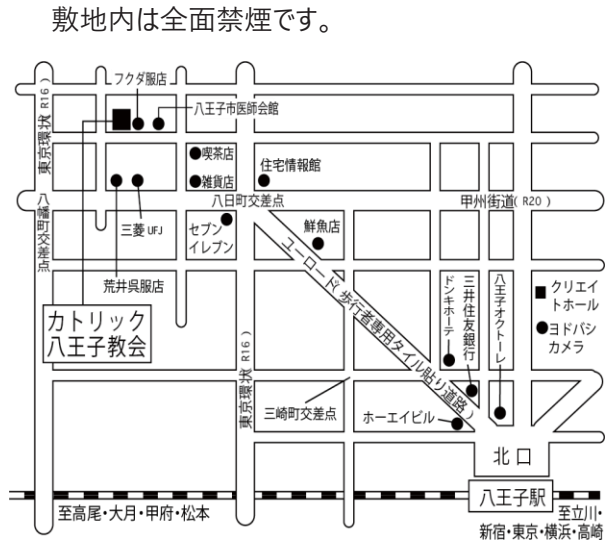 敷地内は全面禁煙です。
フクダ服店
八王子市医師会館
東京環状（R16）
喫茶店
住宅情報館
雑貨店
八日町交差点
甲州街道（R20）
八幡町交差点
三菱UFJ
セブン
イレブン
鮮魚店
荒井呉服店
ユーロード（歩行者専用タイル貼り道路）
ドンキホーテ
三井住友銀行
八王子オクトーレ
クリエイ
トホール
ヨドバシ
カメラ
カトリック
八王子教会
東京環状（R16）
三崎町交差点
ホーエイビル
北口
八王子駅
至高尾・大月・甲府・松本
至立川・
新宿・東京・横浜・高崎